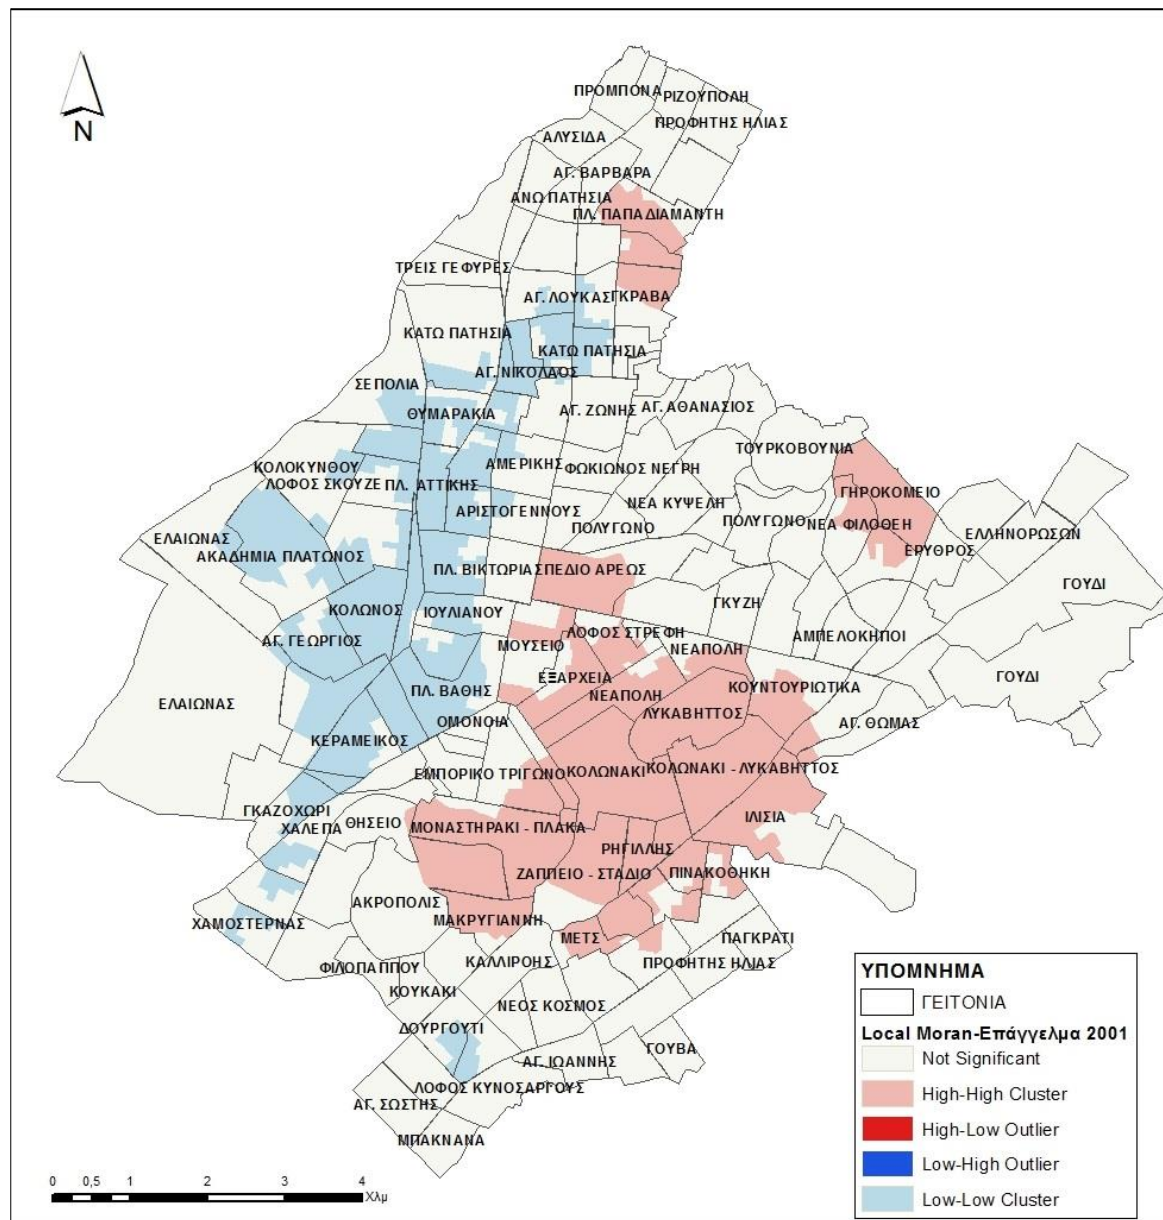 N
ΠΡΟΜΠΟΝΑ
ΡΙΖΟΥΠΟΛΗ
ΠΡΟΦΗΤΗΣ ΗΛΙΑΣ
ΑΛΥΣΙΔΑ
ΑΓ. ΒΑΡΒΑΡΑ
ΑΝΩ ΠΑΤΗΣΙΑ
ΠΛ. ΠΑΠΑΔΙΑΜΑΝΤΗ
ΤΡΕΙΣ ΓΕΦΥΡΕΣ
ΑΓ. ΛΟΥΚΑΣ
ΓΚΡΑΒΑ
ΚΑΤΩ ΠΑΤΗΣΙΑ
ΚΑΤΩ ΠΑΤΗΣΙΑ
ΑΓ. ΝΙΚΟΛΑΟΣ
ΣΕΠΟΛΙΑ
ΘΥΜΑΡΑΚΙΑ
ΑΓ. ΖΩΝΗΣ
ΑΓ. ΑΘΑΝΑΣΙΟΣ
ΤΟΥΡΚΟΒΟΥΝΙΑ
ΚΟΛΟΚΥΝΘΟΥ
ΛΟΦΟΣ ΣΚΟΥΖΕ
ΠΛ. ΑΤΤΙΚΗΣ
ΑΜΕΡΙΚΗΣ
ΦΩΚΙΩΝΟΣ ΝΕΓΡΗ
ΓΗΡΟΚΟΜΕΙΟ
ΑΡΙΣΤΟΓΕΝΝΟΥΣ
ΝΕΑ ΚΥΨΕΛΗ
ΠΟΛΥΓΩΝΟ
ΠΟΛΥΓΩΝΟ
ΝΕΑ ΦΙΛΟΘΕΗ
ΕΛΛΗΝΟΡΩΣΩΝ
ΕΛΑΙΩΝΑΣ
ΑΚΑΔΗΜΙΑ ΠΛΑΤΩΝΟΣ
ΕΡΥΘΡΟΣ
ΠΛ. ΒΙΚΤΩΡΙΑΣ
ΠΕΔΙΟ ΑΡΕΩΣ
ΓΟΥΔΙ
ΚΟΛΩΝΟΣ
ΙΟΥΛΙΑΝΟΥ
ΓΚΥΖΗ
ΑΓ. ΓΕΩΡΓΙΟΣ
ΜΟΥΣΕΙΟ
ΛΟΦΟΣ ΣΤΡΕΦΗ
ΝΕΑΠΟΛΗ
ΑΜΠΕΛΟΚΗΠΟΙ
ΕΞΑΡΧΕΙΑ
ΓΟΥΔΙ
ΠΛ. ΒΑΘΗΣ
ΝΕΑΠΟΛΗ
ΚΟΥΝΤΟΥΡΙΩΤΙΚΑ
ΕΛΑΙΩΝΑΣ
ΛΥΚΑΒΗΤΤΟΣ
ΟΜΟΝΟΙΑ
ΑΓ. ΘΩΜΑΣ
ΚΕΡΑΜΕΙΚΟΣ
ΕΜΠΟΡΙΚΟ ΤΡΙΓΩΝΟ
ΚΟΛΩΝΑΚΙ
ΚΟΛΩΝΑΚΙ - ΛΥΚΑΒΗΤΤΟΣ
ΓΚΑΖΟΧΩΡΙ
ΘΗΣΕΙΟ
ΧΑΛΕΠΑ
ΜΟΝΑΣΤΗΡΑΚΙ - ΠΛΑΚΑ
ΙΛΙΣΙΑ
ΡΗΓΙΛΛΗΣ
ΖΑΠΠΕΙΟ - ΣΤΑΔΙΟ
ΠΙΝΑΚΟΘΗΚΗ
ΑΚΡΟΠΟΛΙΣ
ΧΑΜΟΣΤΕΡΝΑΣ
ΜΑΚΡΥΓΙΑΝΝΗ
ΜΕΤΣ
ΠΑΓΚΡΑΤΙ
ΦΙΛΟΠΑΠΠΟΥ
ΚΑΛΛΙΡΟΗΣ
ΠΡΟΦΗΤΗΣ ΗΛΙΑΣ
ΚΟΥΚΑΚΙ
ΝΕΟΣ ΚΟΣΜΟΣ
ΔΟΥΡΓΟΥΤΙ
ΓΟΥΒΑ
ΑΓ. ΙΩΑΝΝΗΣ
ΛΟΦΟΣ ΚΥΝΟΣΑΡΓΟΥΣ
ΑΓ. ΣΩΣΤΗΣ
ΜΠΑΚΝΑΝΑ
ΥΠΟΜΝΗΜΑ
ΓΕΙΤΟΝΙΑ
Local Moran-Επάγγελμα 2001
Not Significant
High-High Cluster
High-Low Outlier
Low-High Outlier
Low-Low Cluster
0 0,5 1 2 3 4
Χλμ